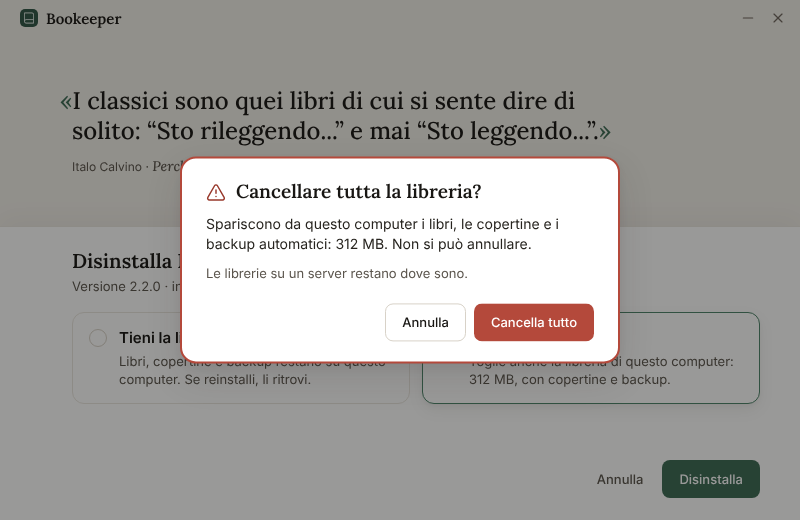 Bookeeper
«I classici sono quei libri di cui si sente dire di
solito: “Sto rileggendo...” e mai “Sto leggendo...”.»
Italo Calvino ·
Cancellare tutta la libreria?
Spariscono da questo computer i libri, le copertine e i
backup automatici: 312 MB. Non si può annullare.
Le librerie su un server restano dove sono.
Annulla
Cancella tutto
Disinstalla
Versione 2.2.0 ·
Tieni la
Libri, copertine e backup restano su questo
computer. Se reinstalli, li ritrovi.
Toglie anche la libreria di questo computer:
312 MB, con copertine e backup.
Annulla
Disinstalla